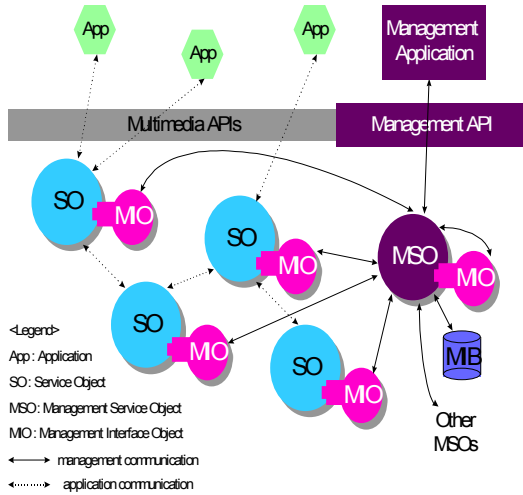 App
App
App
Management
Application
Multimedia APIs
Management API
SO
MIO
SO
MIO
MSO
MIO
SO
MIO
SO
MIO
MIB
Other
MSOs
<Legend>
App : Application
SO : Service Object
MSO : Management Service Object
MIO : Management Interface Object
management communication
application communication